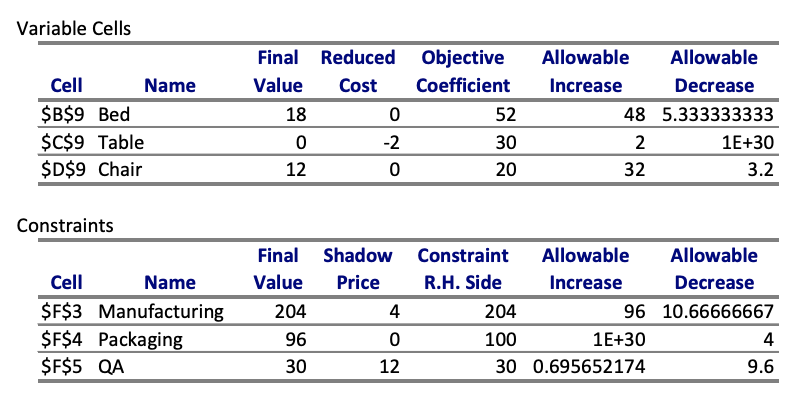 Variable Cells
Final Reduced Objective Allowable Allowable
Cell Name Value Cost Coefficient Increase Decrease
$B$9 Bed 18 0 52 48 5.333333333
$C$9 Table 0 -2 30 2 1E+30
$D$9 Chair 12 0 20 32 3.2
Constraints
Final Shadow Constraint Allowable Allowable
Cell Name Value Price R.H. Side Increase Decrease
$F$3 Manufacturing 204 4 204 96 10.66666667
$F$4 Packaging 96 0 100 1E+30 4
$F$5 QA 30 12 30 0.695652174 9.6